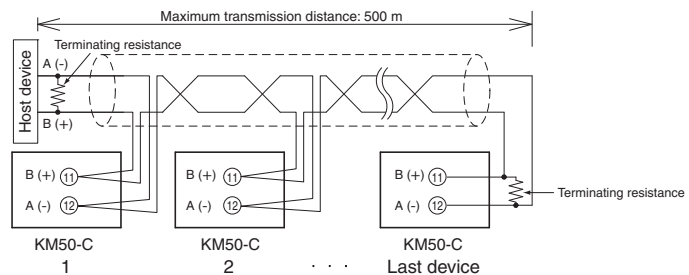 Maximum transmission distance: 500 m
Terminating resistance
A (-)
Host device
B (+)
B (+) 11
A (-) 12
B (+) 11
A (-) 12
B (+) 11
A (-) 12
Terminating resistance
KM50-C
KM50-C
KM50-C
1
2
· · ·
Last device